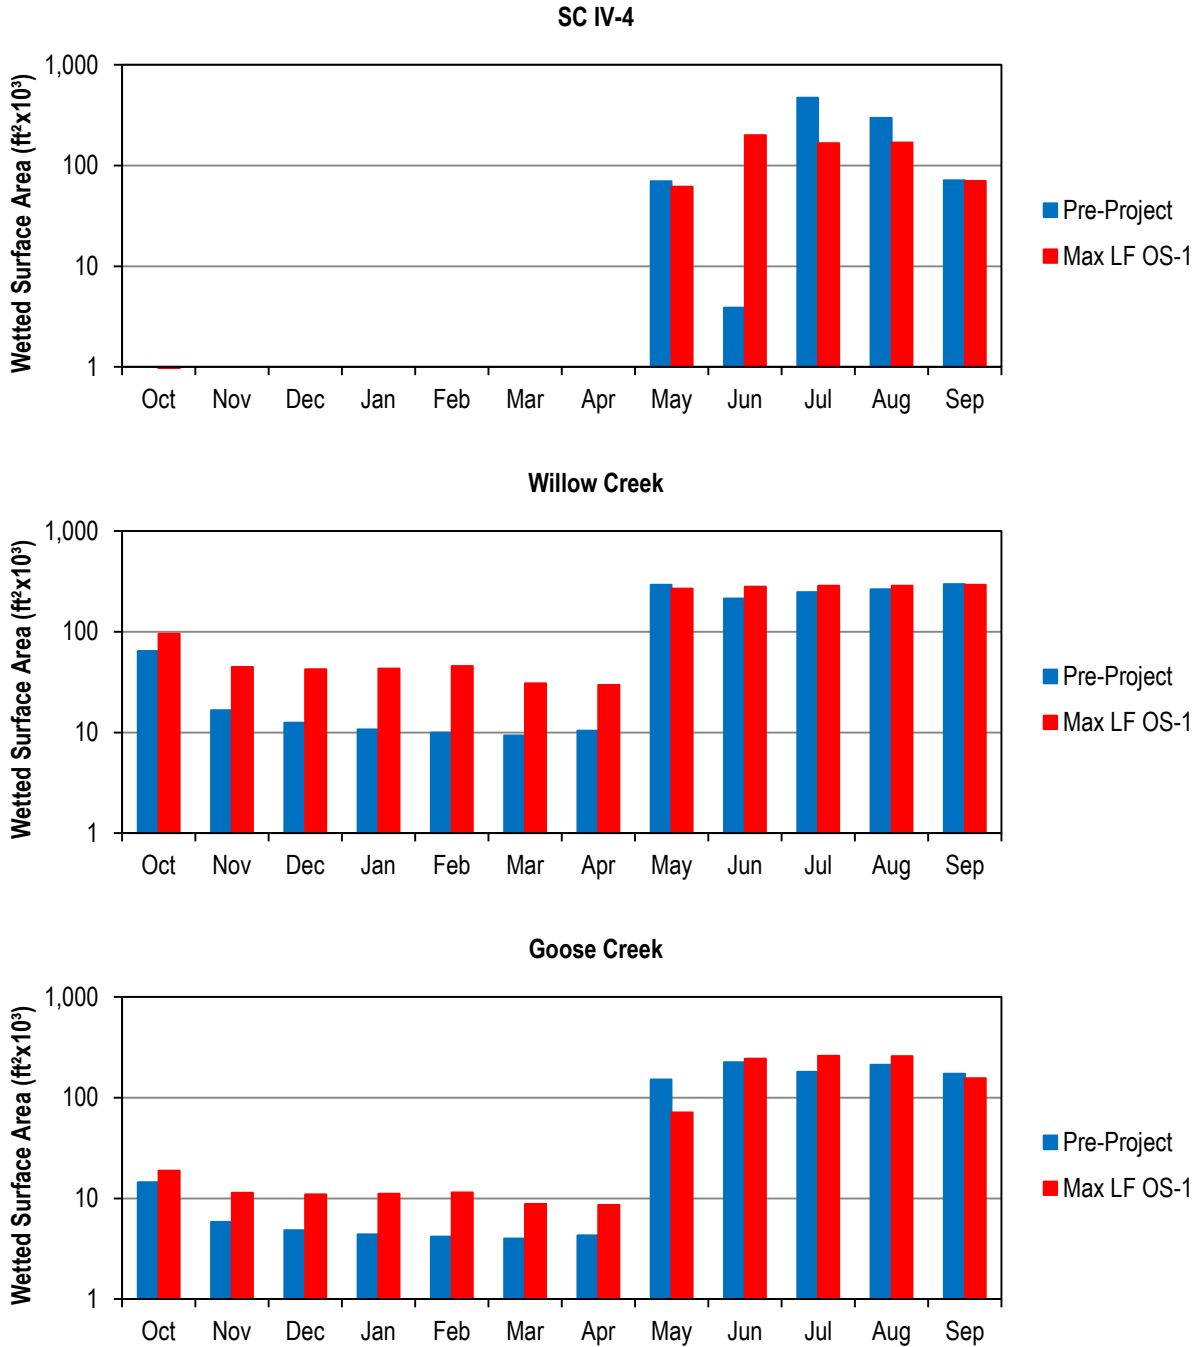 SC IV-4
Wetted Surface Area (ft²x10³)
1,000
100
10
1
Oct Nov Dec Jan Feb Mar Apr May Jun Jul Aug Sep
Pre-Project
Max LF OS-1
Willow Creek
Wetted Surface Area (ft²x10³)
1,000
100
10
1
Oct Nov Dec Jan Feb Mar Apr May Jun Jul Aug Sep
Pre-Project
Max LF OS-1
Goose Creek
Wetted Surface Area (ft²x10³)
1,000
100
10
1
Oct Nov Dec Jan Feb Mar Apr May Jun Jul Aug Sep
Pre-Project
Max LF OS-1